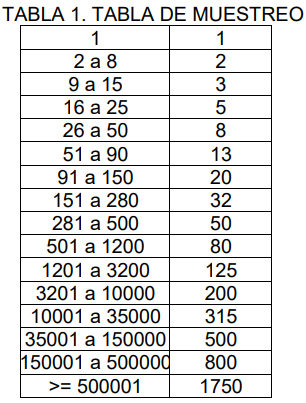 TABLA 1. TABLA DE MUESTREO
1 1
2 a 8 2
9 a 15 3
16 a 25 5
26 a 50 8
51 a 90 13
91 a 150 20
151 a 280 32
281 a 500 50
501 a 1200 80
1201 a 3200 125
3201 a 10000 200
10001 a 35000 315
35001 a 150000 500
150001 a 500000 800
>= 500001 1750